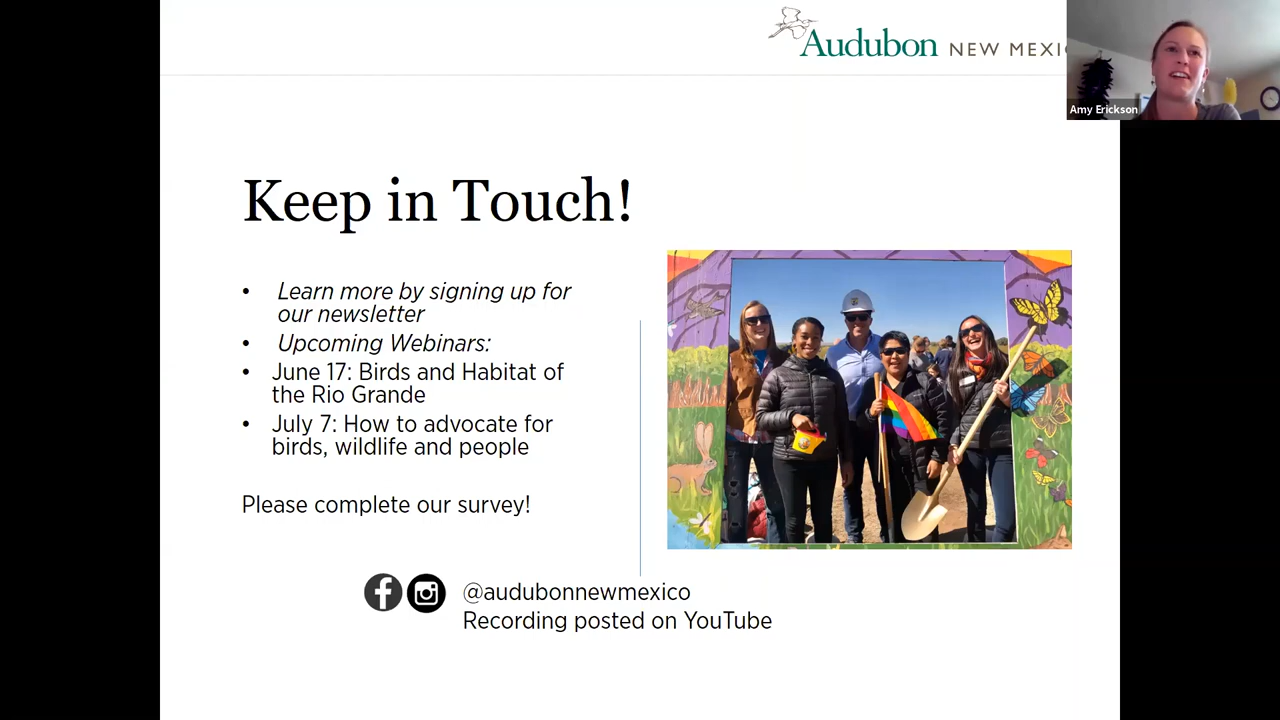 Audubon NEW MEXI
Amy Erickson
Keep in Touch!
• Learn more by signing up for
our newsletter
• Upcoming Webinars:
• June 17: Birds and Habitat of
the Rio Grande
• July 7: How to advocate for
birds, wildlife and people
Please complete our survey!
@audubonnewmexico
Recording posted on YouTube